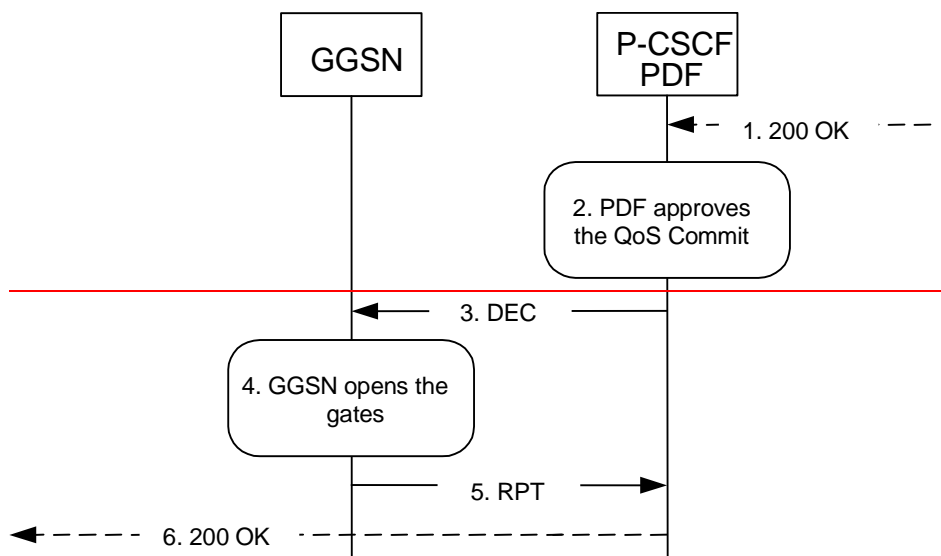 GGSN
P-CSCF
PDF
1. 200 OK
2. PDF approves
the QoS Commit
3. DEC
4. GGSN opens the
gates
5. RPT
6. 200 OK